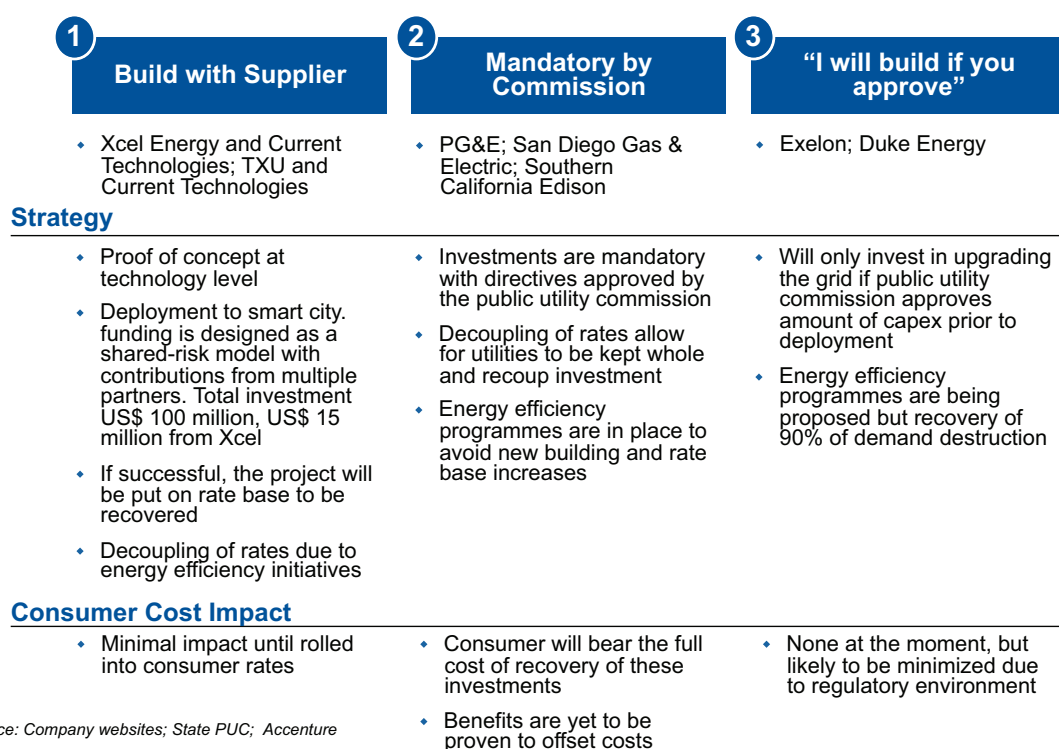 1
Build with Supplier
2
Mandatory by
Commission
3
“I will build if you
approve”
Xcel Energy and Current
Technologies; TXU and
Current Technologies
PG&E; San Diego Gas &
Electric; Southern
California Edison
Exelon; Duke Energy
Strategy
Proof of concept at
technology level
Deployment to smart city.
funding is designed as a
shared-risk model with
contributions from multiple
partners. Total investment
US$ 100 million, US$ 15
million from Xcel
If successful, the project will
be put on rate base to be
recovered
Decoupling of rates due to
energy efficiency initiatives
Investments are mandatory
with directives approved by
the public utility commission
Decoupling of rates allow
for utilities to be kept whole
and recoup investment
Energy efficiency
programmes are in place to
avoid new building and rate
base increases
Will only invest in upgrading
the grid if public utility
commission approves
amount of capex prior to
deployment
Energy efficiency
programmes are being
proposed but recovery of
90% of demand destruction
Consumer Cost Impact
Minimal impact until rolled
into consumer rates
Consumer will bear the full
cost of recovery of these
investments
Benefits are yet to be
proven to offset costs
None at the moment, but
likely to be minimized due
to regulatory environment
ce: Company websites; State PUC; Accenture